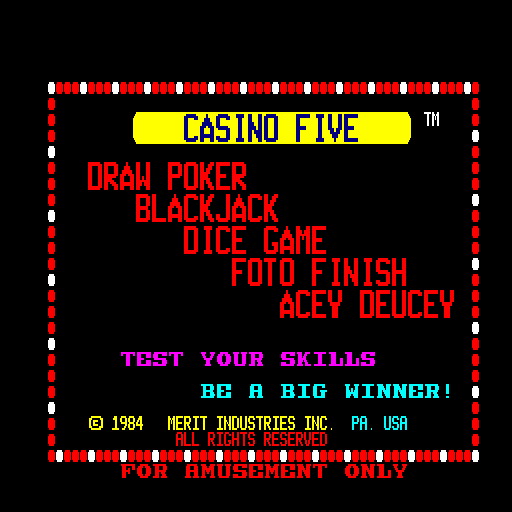 CASINO FIVE TM
DRAW POKER
BLACKJACK
DICE GAME
FOTO FINISH
ACEY DEUCEY
TEST YOUR SKILLS
BE A BIG WINNER!
© 1984 MERIT INDUSTRIES INC. PA. USA
ALL RIGHTS RESERVED
FOR AMUSEMENT ONLY